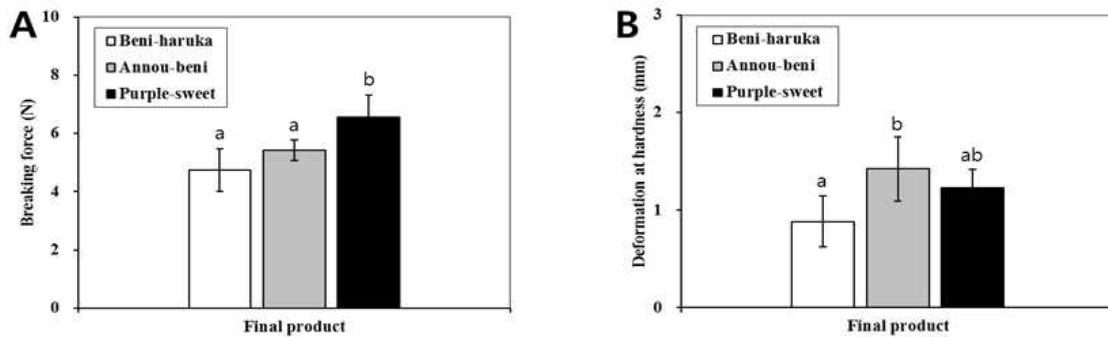 A
Breaking force (N)
10
8
6
4
2
0
Beni-haruka
Annou-beni
Purple-sweet
a
a
b
Final product
B
Deformation at hardness (mm)
3
2
1
0
Beni-haruka
Annou-beni
Purple-sweet
a
b
ab
Final product